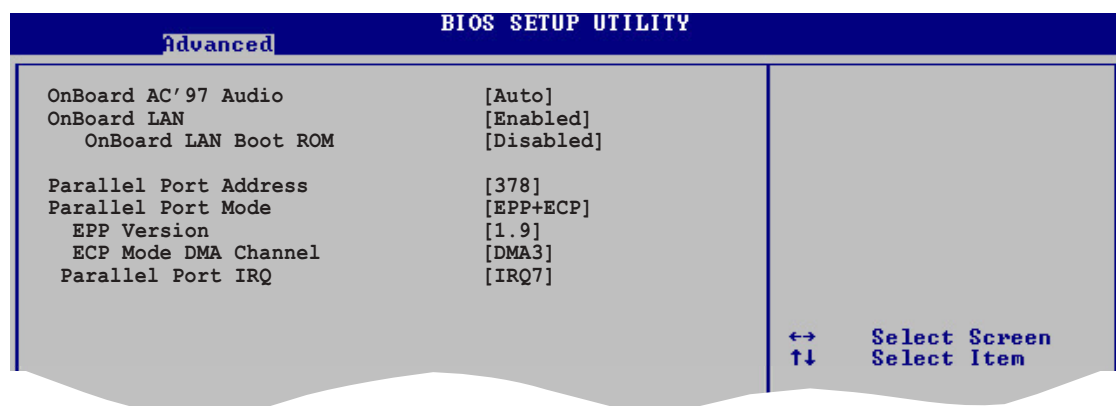 BIOS SETUP UTILITY
Advanced
OnBoard AC'97 Audio [Auto]
OnBoard LAN [Enabled]
OnBoard LAN Boot ROM [Disabled]
Parallel Port Address [378]
Parallel Port Mode [EPP+ECP]
EPP Version [1.9]
ECP Mode DMA Channel [DMA3]
Parallel Port IRQ [IRQ7]
←→ Select Screen
↑↓ Select Item